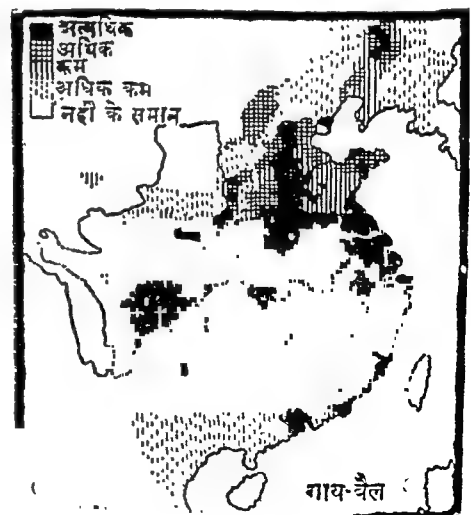 अत्यधिक
अधिक
कम
अधिक कम
नहीं के समान
गाय-बैल